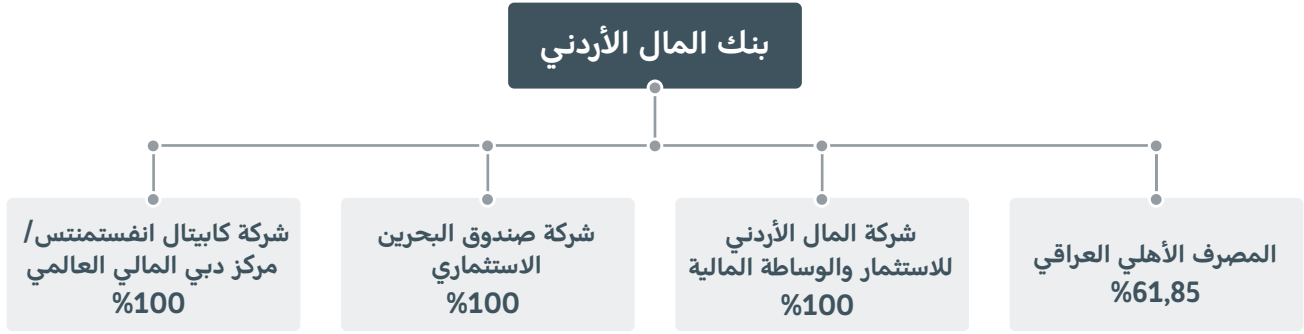 بنك المال الأردني
المصرف الأهلي العراقي
%61,85
شركة المال الأردني
للاستثمار والوساطة المالية
%100
شركة صندوق البحرين
الاستثماري
%100
شركة كابيتال انفستمنتس/
مركز دبي المالي العالمي
%100